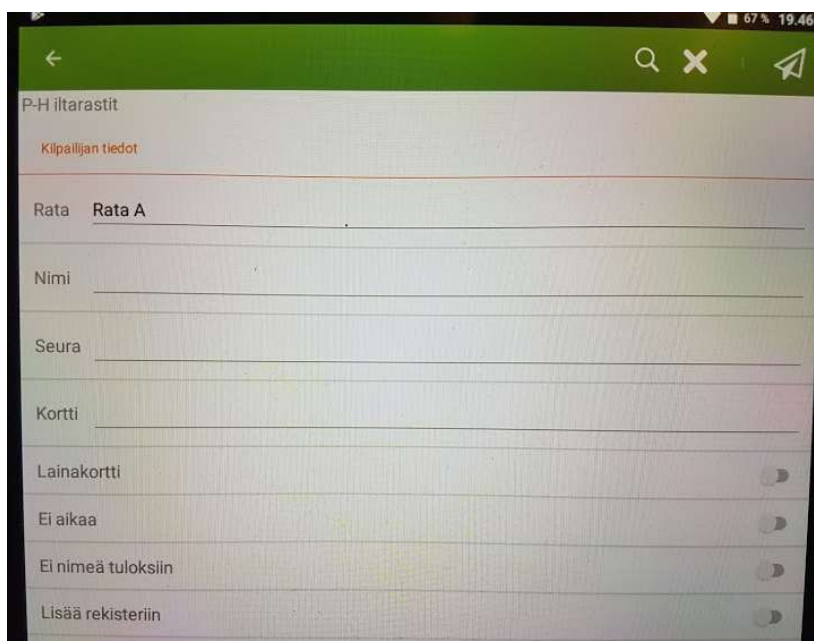 67 % 19.46
P-H iltarastit
Kilpailijan tiedot
Rata Rata A
Nimi
Seura
Kortti
Lainakortti
Ei aikaa
Ei nimeä tuloksiin
Lisää rekisteriin